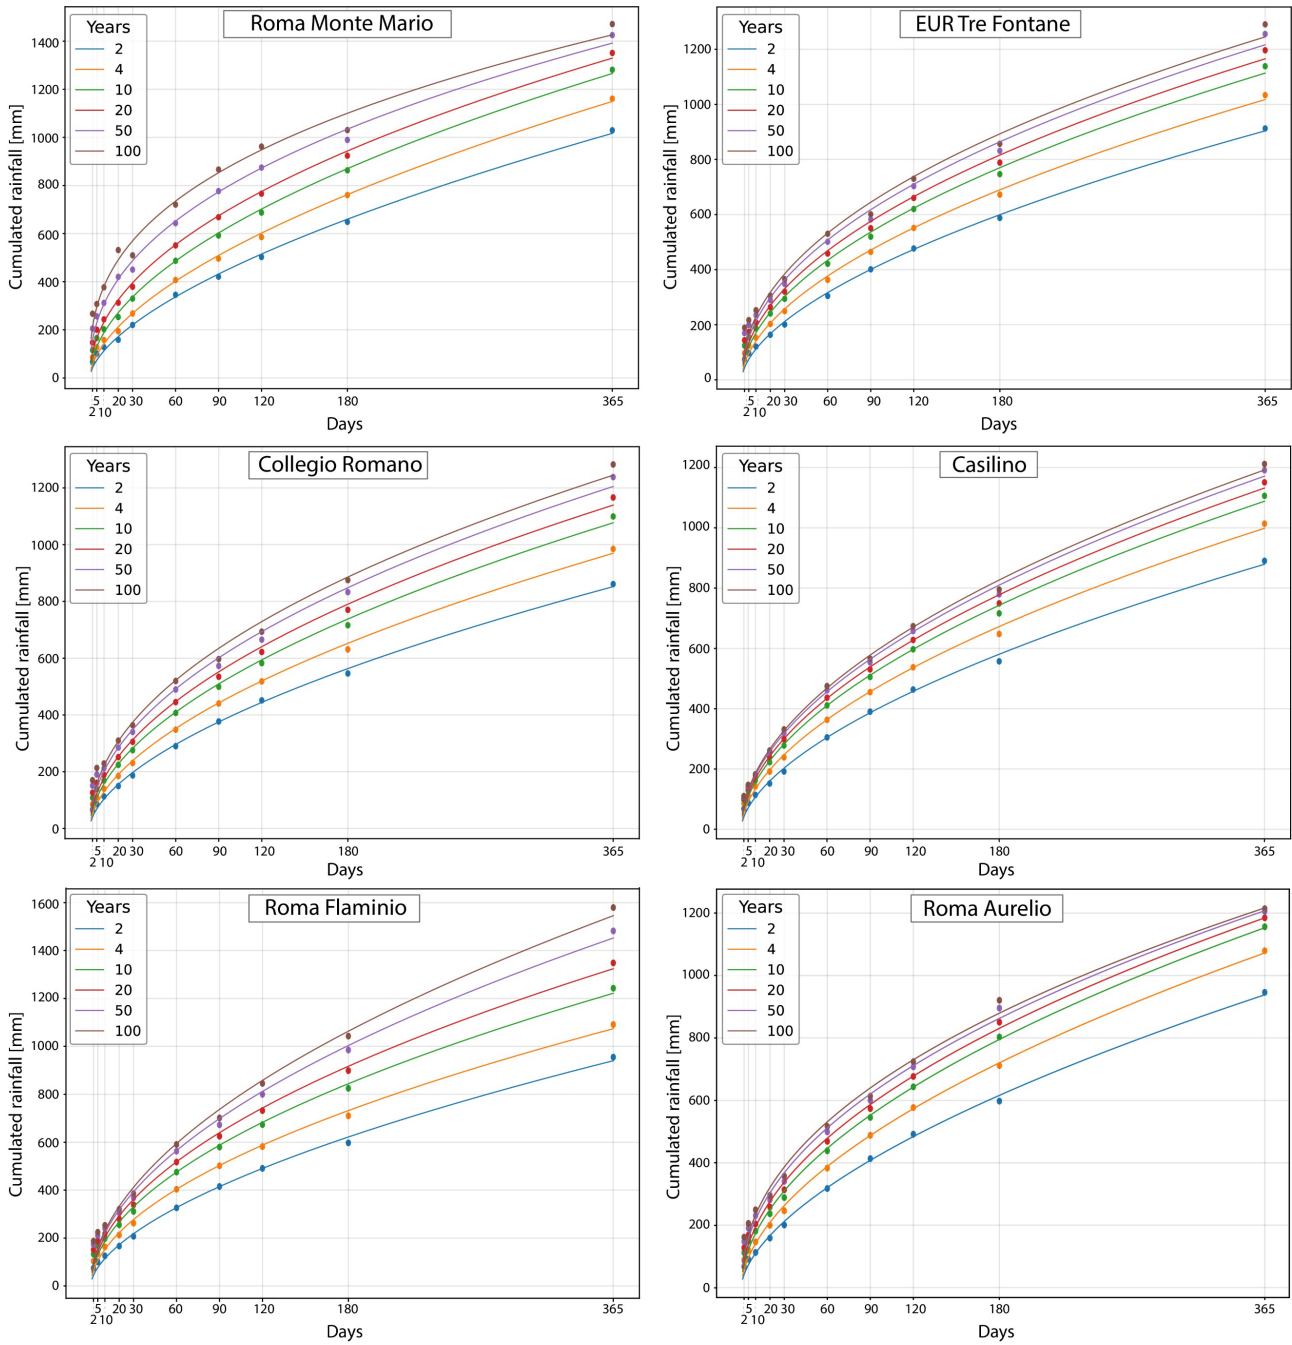 Roma Monte Mario
Years
2
4
10
20
50
100
Cumulated rainfall [mm]
1400
1200
1000
800
600
400
200
0
5 20 30 60 90 120 180 365
2 10
Days
EUR Tre Fontane
Years
2
4
10
20
50
100
Cumulated rainfall [mm]
1200
1000
800
600
400
200
0
5 20 30 60 90 120 180 365
2 10
Days
Collegio Romano
Years
2
4
10
20
50
100
Cumulated rainfall [mm]
1200
1000
800
600
400
200
0
5 20 30 60 90 120 180 365
2 10
Days
Casilino
Years
2
4
10
20
50
100
Cumulated rainfall [mm]
1200
1000
800
600
400
200
0
5 20 30 60 90 120 180 365
2 10
Days
Roma Flaminio
Years
2
4
10
20
50
100
Cumulated rainfall [mm]
1600
1400
1200
1000
800
600
400
200
0
5 20 30 60 90 120 180 365
2 10
Days
Roma Aurelio
Years
2
4
10
20
50
100
Cumulated rainfall [mm]
1200
1000
800
600
400
200
0
5 20 30 60 90 120 180 365
2 10
Days